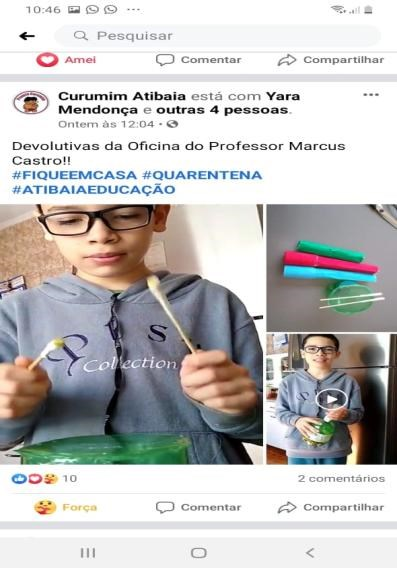 10:46
Pesquisar
Amei Comentar Compartilhar
Curumim Atibaia está com Yara
Mendonça e outras 4 pessoas.
Ontem às 12:04
Devolutivas da Oficina do Professor Marcus
Castro!!
#FIQUEEMCASA #QUARENTENA
#ATIBAIAEDUCAÇÃO
Collection
10
2 comentários
Força Comentar Compartilhar